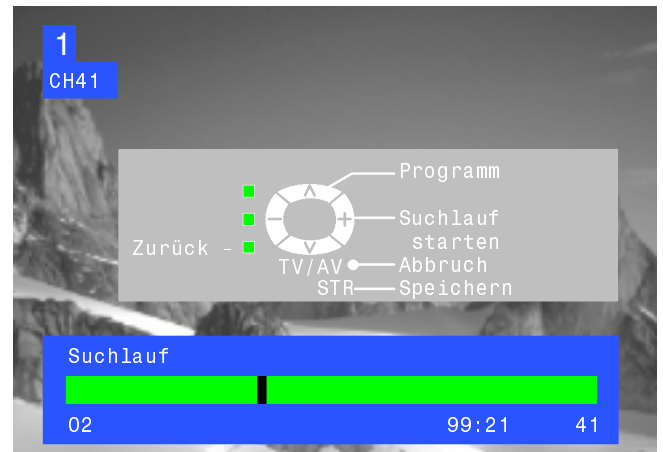 1
CH41
Programm
Suchlauf
starten
Zurück -
TV/AV Abbruch
STR Speichern
Suchlauf
02 99:21 41